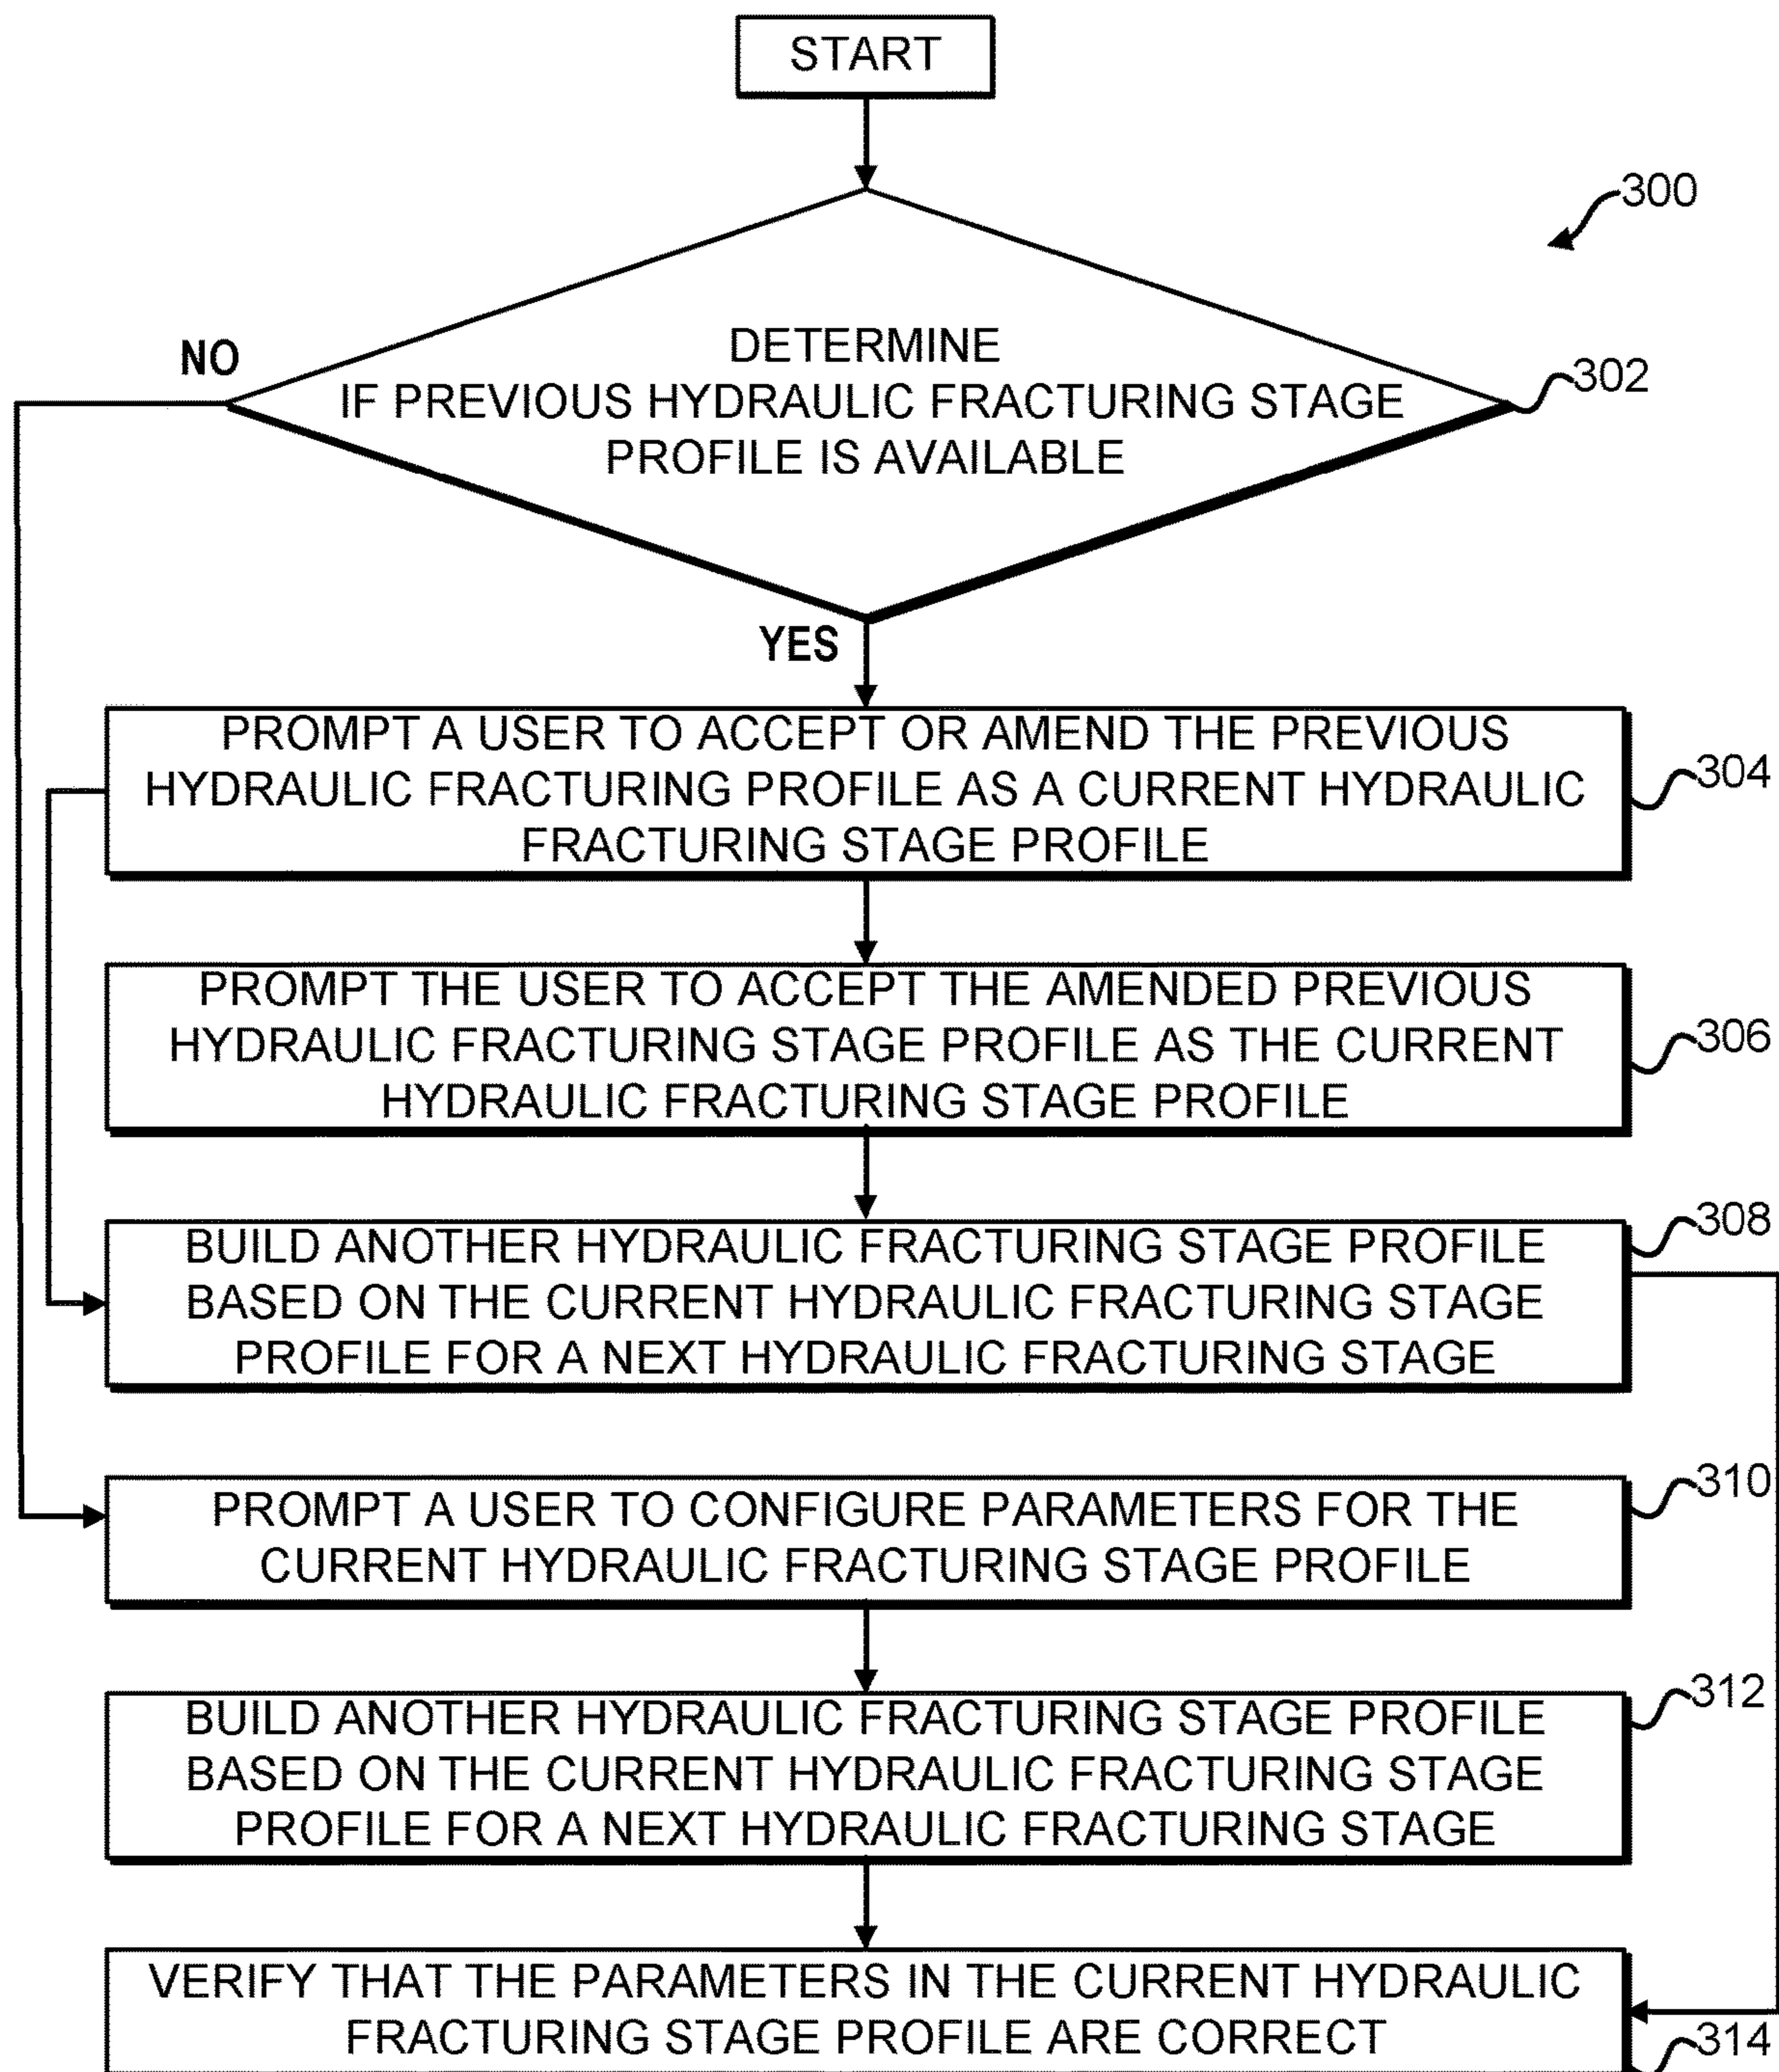 START
300
DETERMINE
IF PREVIOUS HYDRAULIC FRACTURING STAGE
PROFILE IS AVAILABLE
302
NO
YES
PROMPT A USER TO ACCEPT OR AMEND THE PREVIOUS
HYDRAULIC FRACTURING PROFILE AS A CURRENT HYDRAULIC
FRACTURING STAGE PROFILE
304
PROMPT THE USER TO ACCEPT THE AMENDED PREVIOUS
HYDRAULIC FRACTURING STAGE PROFILE AS THE CURRENT
HYDRAULIC FRACTURING STAGE PROFILE
306
BUILD ANOTHER HYDRAULIC FRACTURING STAGE PROFILE
BASED ON THE CURRENT HYDRAULIC FRACTURING STAGE
PROFILE FOR A NEXT HYDRAULIC FRACTURING STAGE
308
PROMPT A USER TO CONFIGURE PARAMETERS FOR THE
CURRENT HYDRAULIC FRACTURING STAGE PROFILE
310
BUILD ANOTHER HYDRAULIC FRACTURING STAGE PROFILE
BASED ON THE CURRENT HYDRAULIC FRACTURING STAGE
PROFILE FOR A NEXT HYDRAULIC FRACTURING STAGE
312
VERIFY THAT THE PARAMETERS IN THE CURRENT HYDRAULIC
FRACTURING STAGE PROFILE ARE CORRECT
314